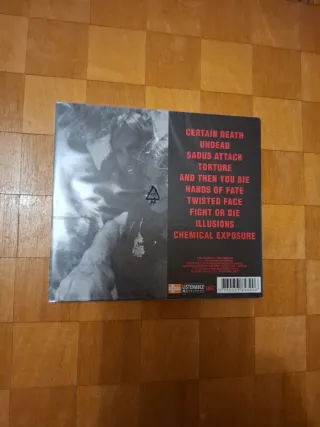 CERTAIN DEATH
UNDEAD
SADUS ATTACK
TORTURE
AND THEN YOU DIE
HANDS OF FATE
TWISTED FACE
FIGHT OR DIE
ILLUSIONS
CHEMICAL EXPOSURE
LISTENABLE